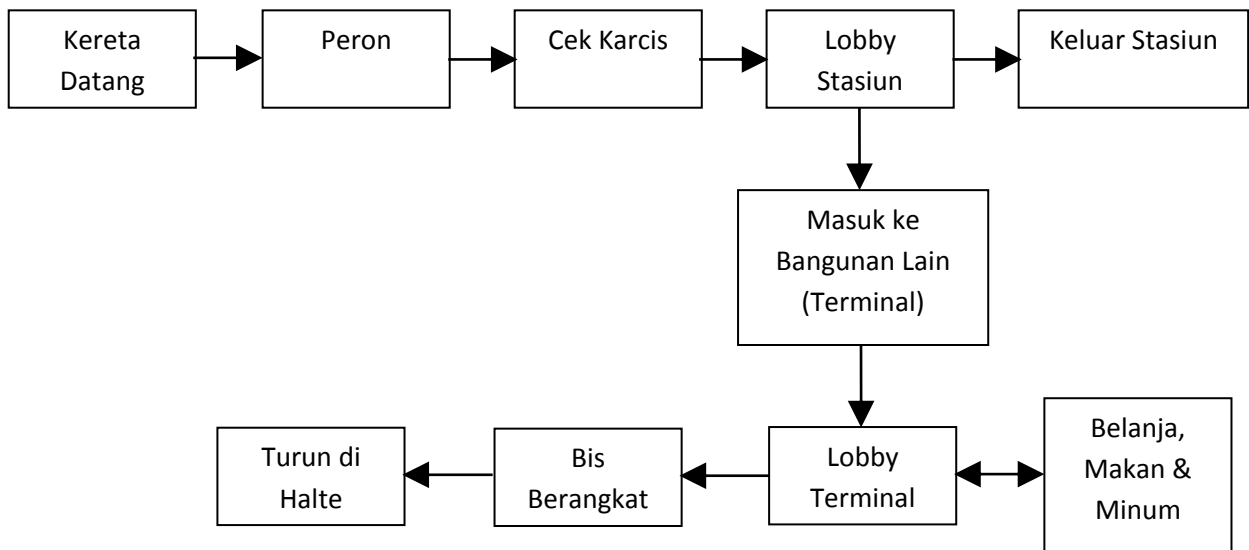 Kereta
Datang
Peron
Cek Karcis
Lobby
Stasiun
Keluar Stasiun
Masuk ke
Bangunan Lain
(Terminal)
Turun di
Halte
Bis
Berangkat
Lobby
Terminal
Belanja,
Makan &
Minum